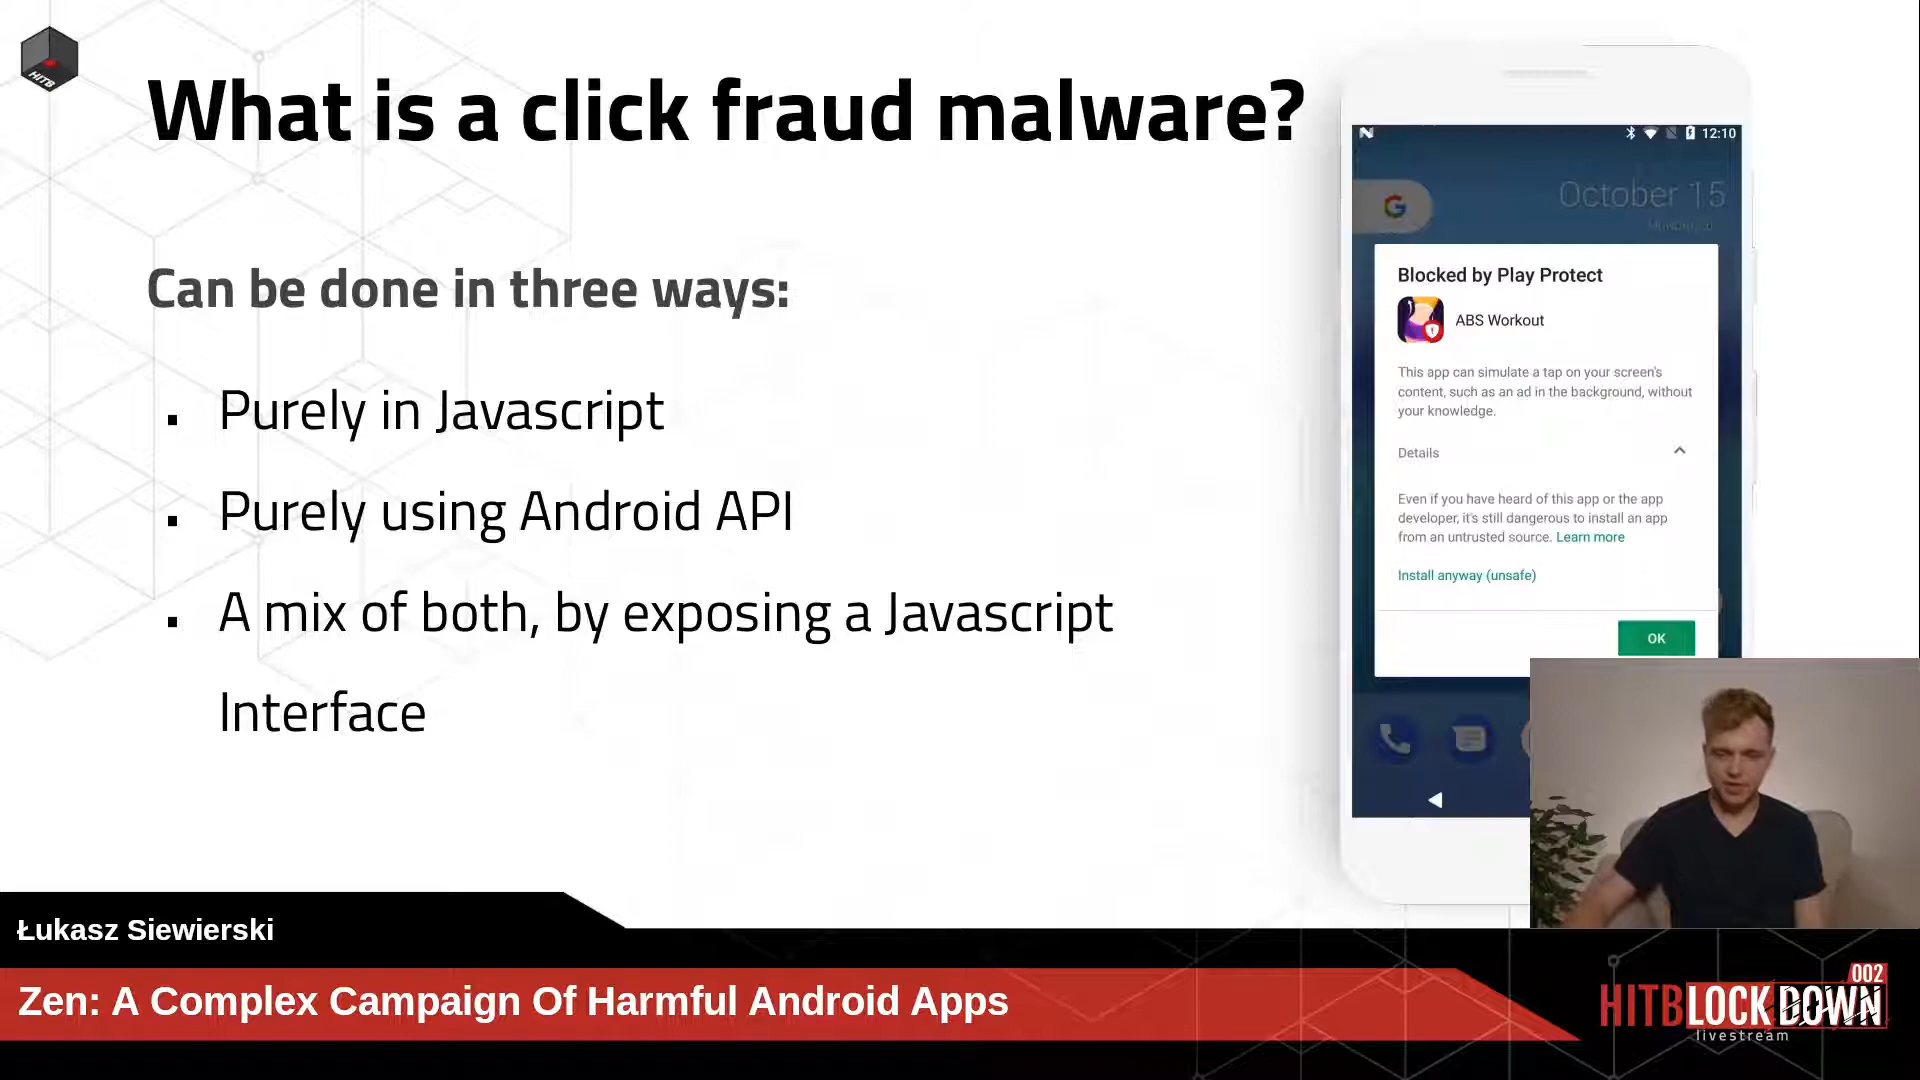 HITB
What is a click fraud malware?
Can be done in three ways:
▪ Purely in Javascript
▪ Purely using Android API
▪ A mix of both, by exposing a Javascript
Interface
12:10
October 15
Blocked by Play Protect
ABS Workout
This app can simulate a tap on your screen's
content, such as an ad in the background, without
your knowledge.
Details
Even if you have heard of this app or the app
developer, it's still dangerous to install an app
from an untrusted source. Learn more
Install anyway (unsafe)
OK
Łukasz Siewierski
Zen: A Complex Campaign Of Harmful Android Apps
002
HITBLOCKDOWN
livestream